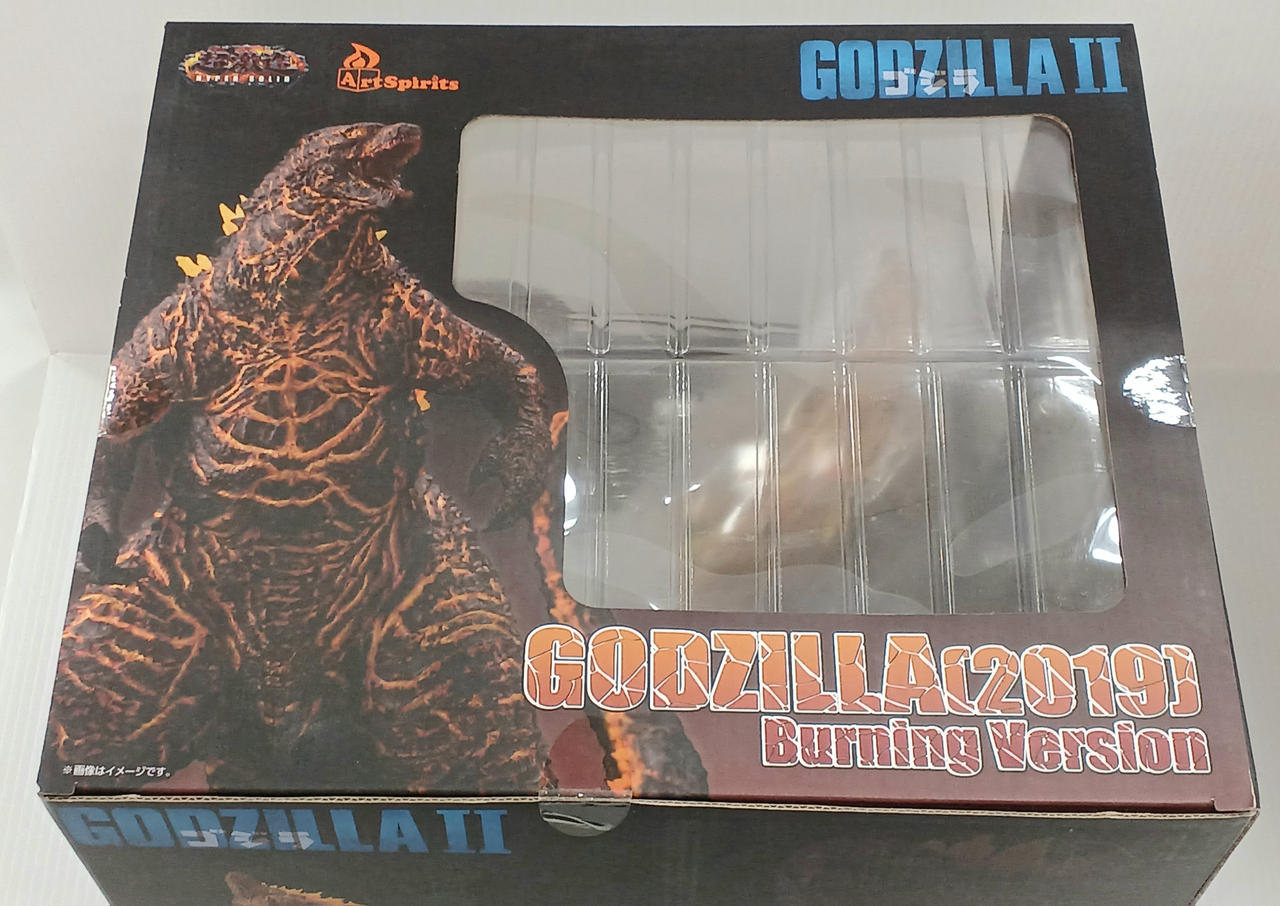 HYPER SOLID
ArtSpirits
GODZILLA II
ゴジラ
GODZILLA(2019)
Burning Version
※画像はイメージです。
GODZILLA II
ゴジラ